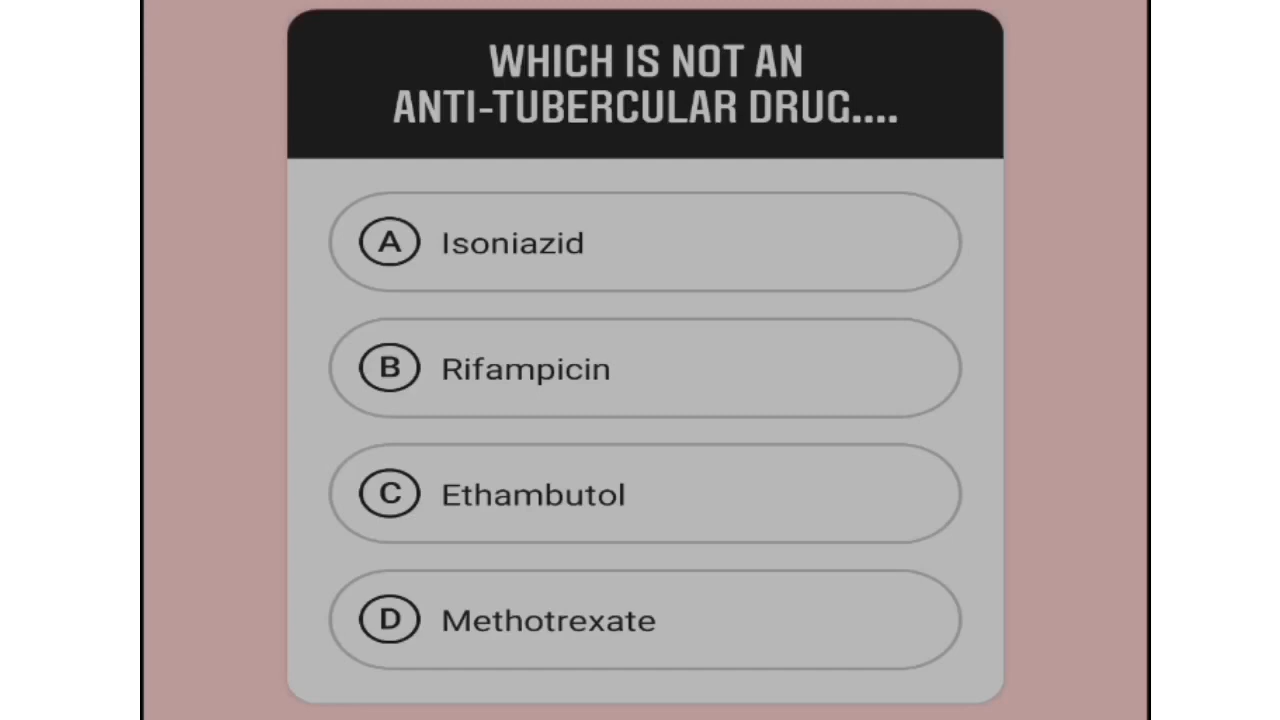 WHICH IS NOT AN
ANTI-TUBERCULAR DRUG....
A Isoniazid
B Rifampicin
C Ethambutol
D Methotrexate